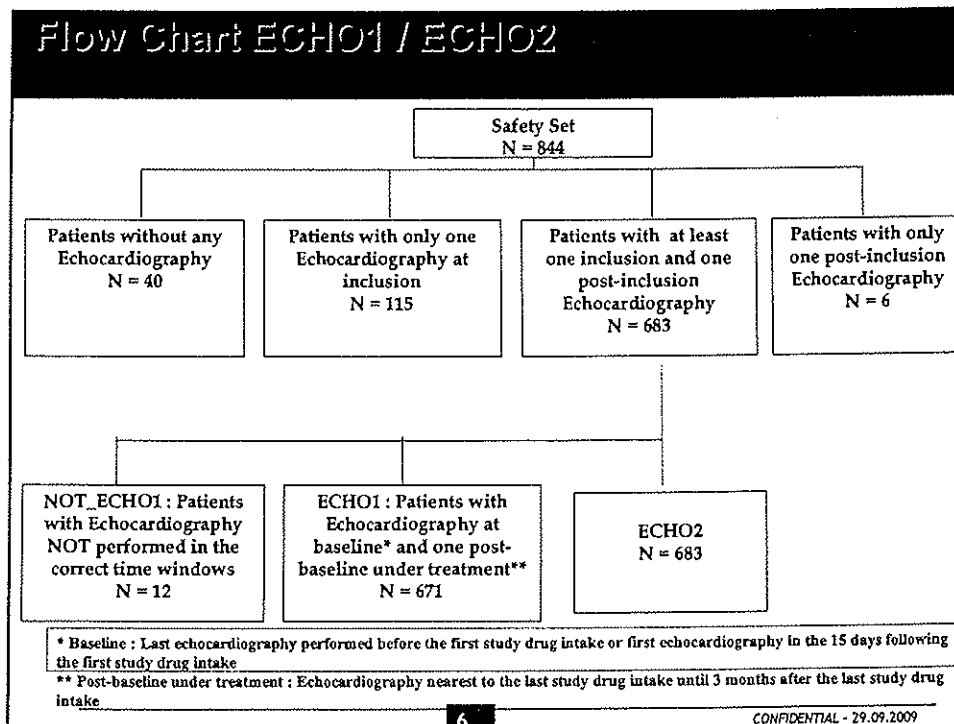 Flow Chart ECHO1 / ECHO2
Safety Set
N = 844
Patients without any
Echocardiography
N = 40
Patients with only one
Echocardiography at
inclusion
N = 115
Patients with at least
one inclusion and one
post-inclusion
Echocardiography
N = 683
Patients with only
one post-inclusion
Echocardiography
N = 6
NOT_ECHO1 : Patients
with Echocardiography
NOT performed in the
correct time windows
N = 12
ECHO1 : Patients with
Echocardiography at
baseline* and one post-
baseline under treatment**
N = 671
ECHO2
N = 683
* Baseline : Last echocardiography performed before the first study drug intake or first echocardiography in the 15 days following
the first study drug intake
** Post-baseline under treatment : Echocardiography nearest to the last study drug intake until 3 months after the last study drug
intake
6
CONFIDENTIAL - 29.09.2009